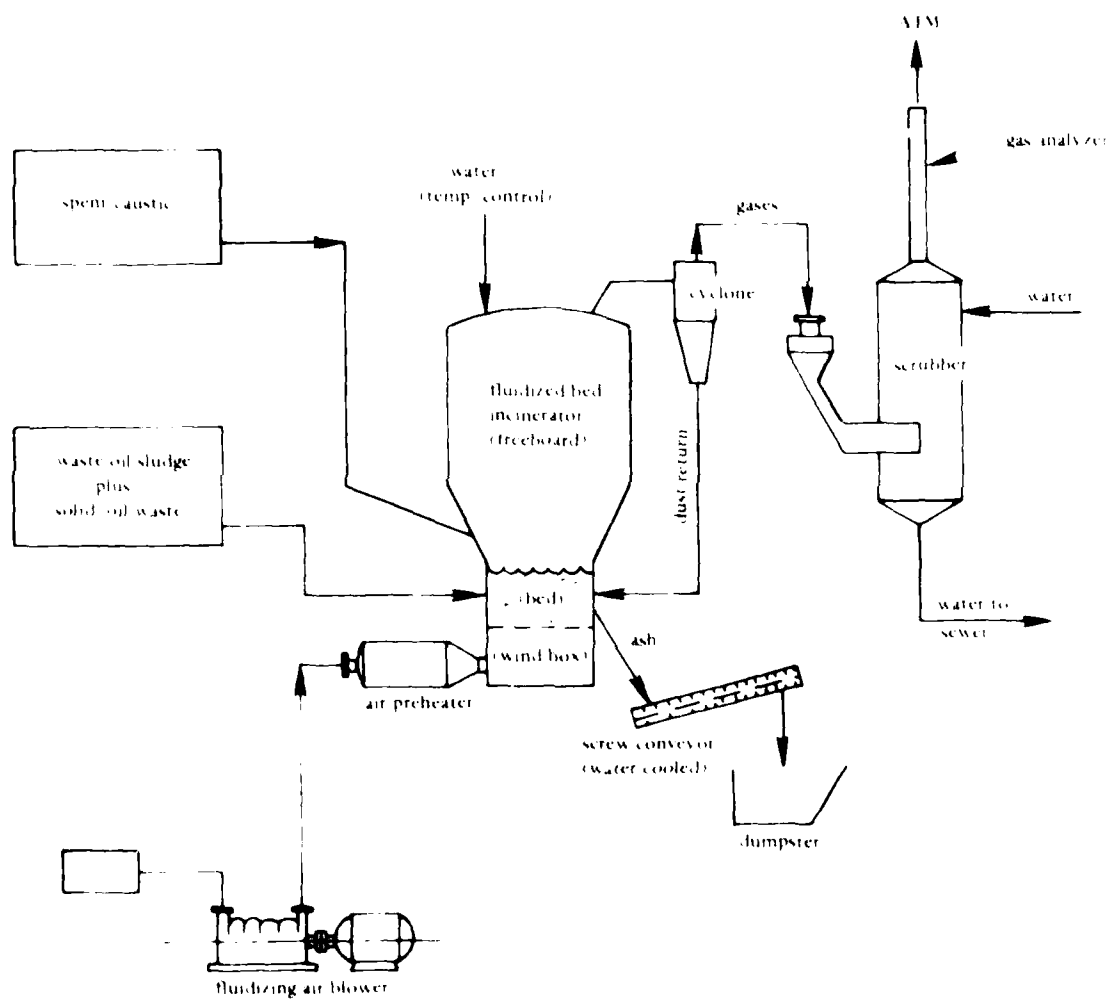 ATM
gas analyzer
spent caustic
water
(temp. control)
gases
cyclone
water
scrubber
fluidized bed
incinerator
(freeboard)
waste oil sludge
plus
solid oil waste
dust return
(bed)
water to
sewer
ash
(wind box)
air preheater
screw conveyor
(water cooled)
dumpster
fluidizing air blower